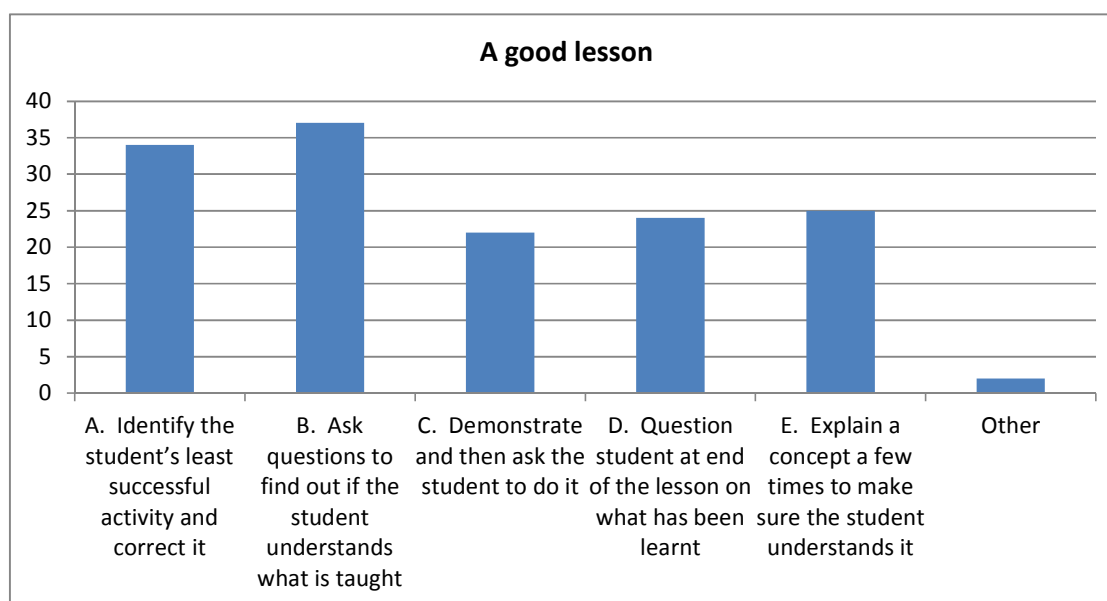 A good lesson
40
35
30
25
20
15
10
5
0
A. Identify the
student’s least
successful
activity and
correct it
B. Ask
questions to
find out if the
student
understands
what is taught
C. Demonstrate
and then ask the
student to do it
D. Question
student at end
of the lesson on
what has been
learnt
E. Explain a
concept a few
times to make
sure the student
understands it
Other